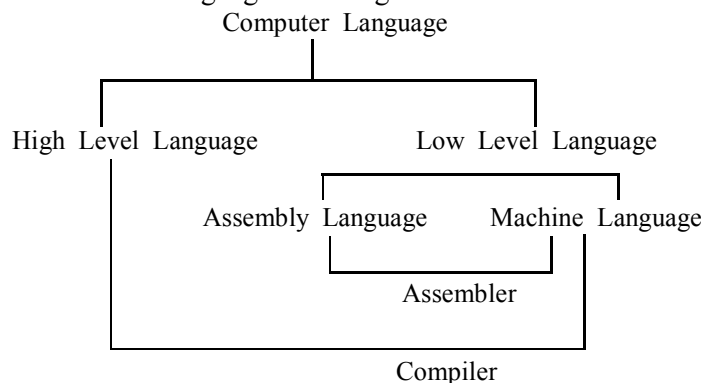 Computer Language
High Level Language Low Level Language
Assembly Language Machine Language
Assembler
Compiler